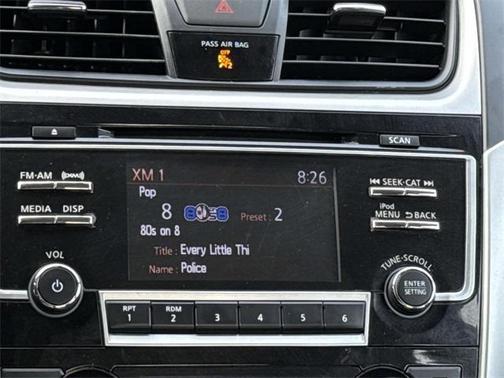 PASS AIR BAG
OFF
SCAN
FM·AM
XM 1
8:26
SEEK·CAT
Pop
8
Preset : 2
iPod
MEDIA DISP
MENU BACK
80s on 8
Title : Every Little Thi
VOL
TUNE·SCROLL
Name : Police
ENTER
SETTING
RPT
1
RDM
2
3
4
5
6